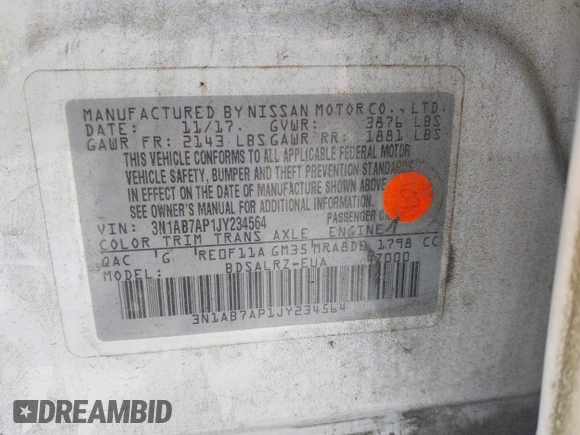 MANUFACTURED BY NISSAN MOTOR CO., LTD.
DATE: 11/17. GVWR: 3876 LBS
GAWR FR: 2143 LBS GAWR RR: 1881 LBS
THIS VEHICLE CONFORMS TO ALL APPLICABLE FEDERAL MOTOR
VEHICLE SAFETY, BUMPER AND THEFT PREVENTION STANDARDS
IN EFFECT ON THE DATE OF MANUFACTURE SHOWN ABOVE.
SEE OWNER'S MANUAL FOR ADDITIONAL INFORMATION.
VIN: 3N1AB7AP1JY234564 PASSENGER
COLOR TRIM TRANS AXLE ENGINE
QAC G RE0F11A GM35 MRA8DE 1798 CC
MODEL: BDSALRZ-EUA 47000
3N1AB7AP1JY234564
DREAMBID